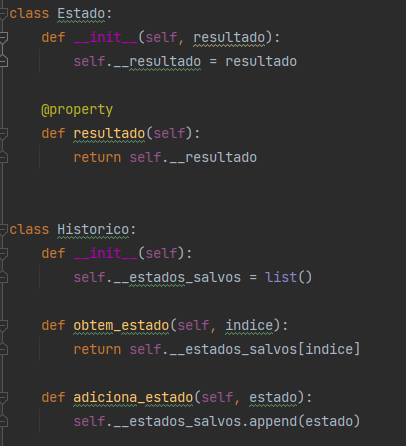 class Estado:
    def __init__(self, resultado):
        self.__resultado = resultado

    @property
    def resultado(self):
        return self.__resultado


class Historico:
    def __init__(self):
        self.__estados_salvos = list()

    def obtem_estado(self, indice):
        return self.__estados_salvos[indice]

    def adiciona_estado(self, estado):
        self.__estados_salvos.append(estado)